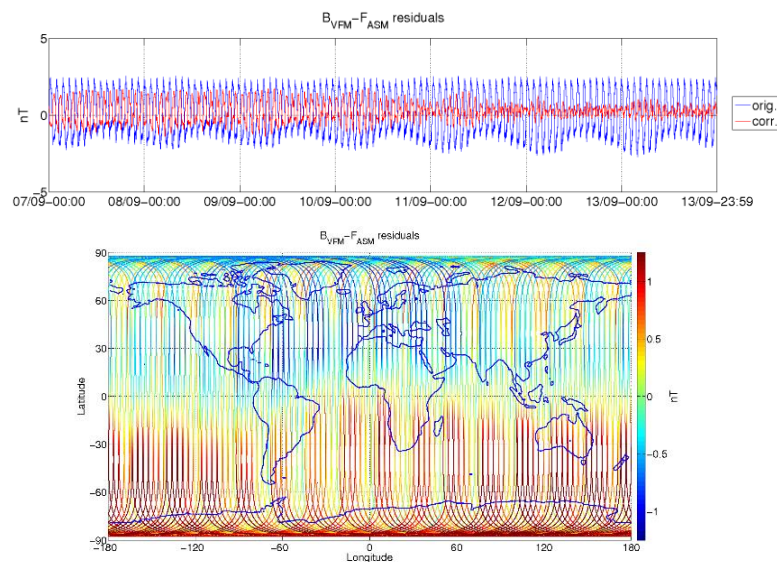 B_VFM–F_ASM residuals
5
0
−5
nT
orig.
corr.
07/09−00:00 08/09−00:00 09/09−00:00 10/09−00:00 11/09−00:00 12/09−00:00 13/09−00:00 13/09−23:59
B_VFM–F_ASM residuals
90
60
30
0
−30
−60
−90
Latitude
−180 −120 −60 0 60 120 180
Longitude
1
0.5
0
−0.5
−1
nT